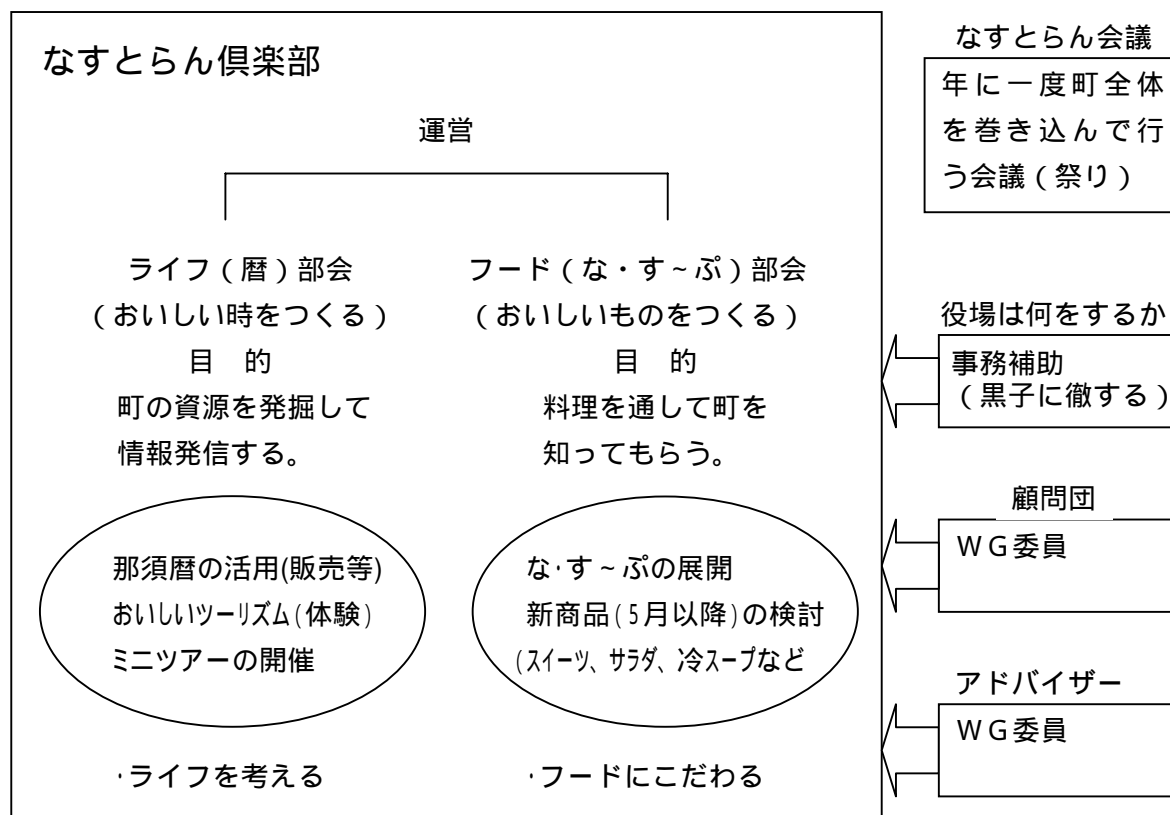 なすとらん倶楽部
運営
ライフ(暦)部会
(おいしい時をつくる)
目 的
町の資源を発掘して
情報発信する。
那須暦の活用(販売等)
おいしいツーリズム(体験)
ミニツアーの開催
・ライフを考える
フード(な・す~ぷ)部会
(おいしいものをつくる)
目 的
料理を通して町を
知ってもらう。
な・す~ぷの展開
新商品(5月以降)の検討
(スイーツ、サラダ、冷スープなど
・フードにこだわる
なすとらん会議
年に一度町全体
を巻き込んで行
う会議(祭り)
役場は何をするか
事務補助
(黒子に徹する)
顧問団
WG委員
アドバイザー
WG委員